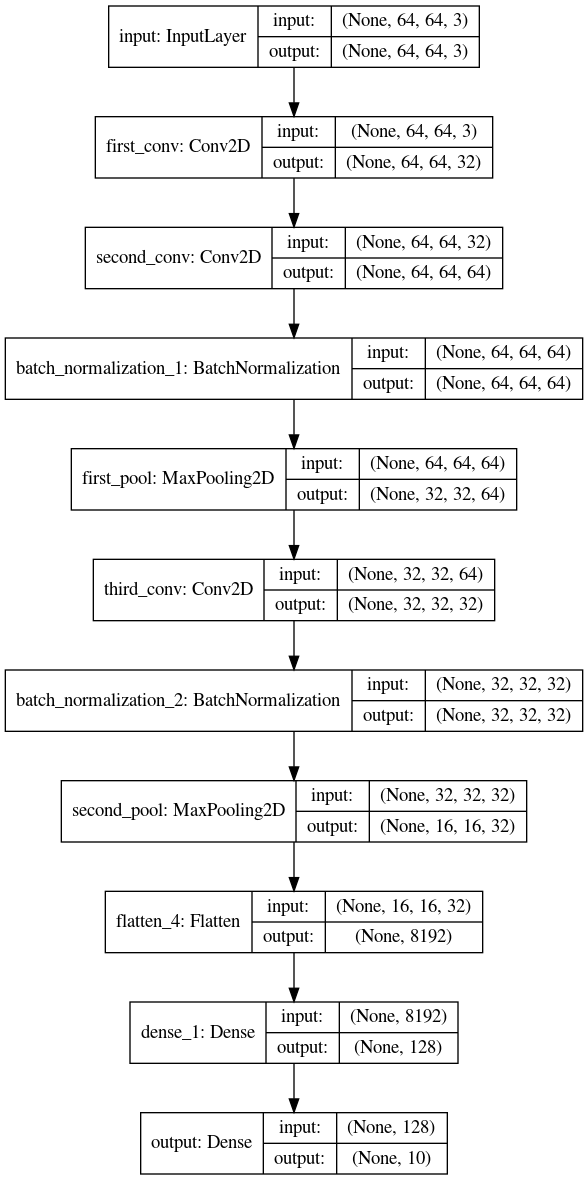 input: InputLayer
input: (None, 64, 64, 3)
output: (None, 64, 64, 3)
first_conv: Conv2D
input: (None, 64, 64, 3)
output: (None, 64, 64, 32)
second_conv: Conv2D
input: (None, 64, 64, 32)
output: (None, 64, 64, 64)
batch_normalization_1: BatchNormalization
input: (None, 64, 64, 64)
output: (None, 64, 64, 64)
first_pool: MaxPooling2D
input: (None, 64, 64, 64)
output: (None, 32, 32, 64)
third_conv: Conv2D
input: (None, 32, 32, 64)
output: (None, 32, 32, 32)
batch_normalization_2: BatchNormalization
input: (None, 32, 32, 32)
output: (None, 32, 32, 32)
second_pool: MaxPooling2D
input: (None, 32, 32, 32)
output: (None, 16, 16, 32)
flatten_4: Flatten
input: (None, 16, 16, 32)
output: (None, 8192)
dense_1: Dense
input: (None, 8192)
output: (None, 128)
output: Dense
input: (None, 128)
output: (None, 10)